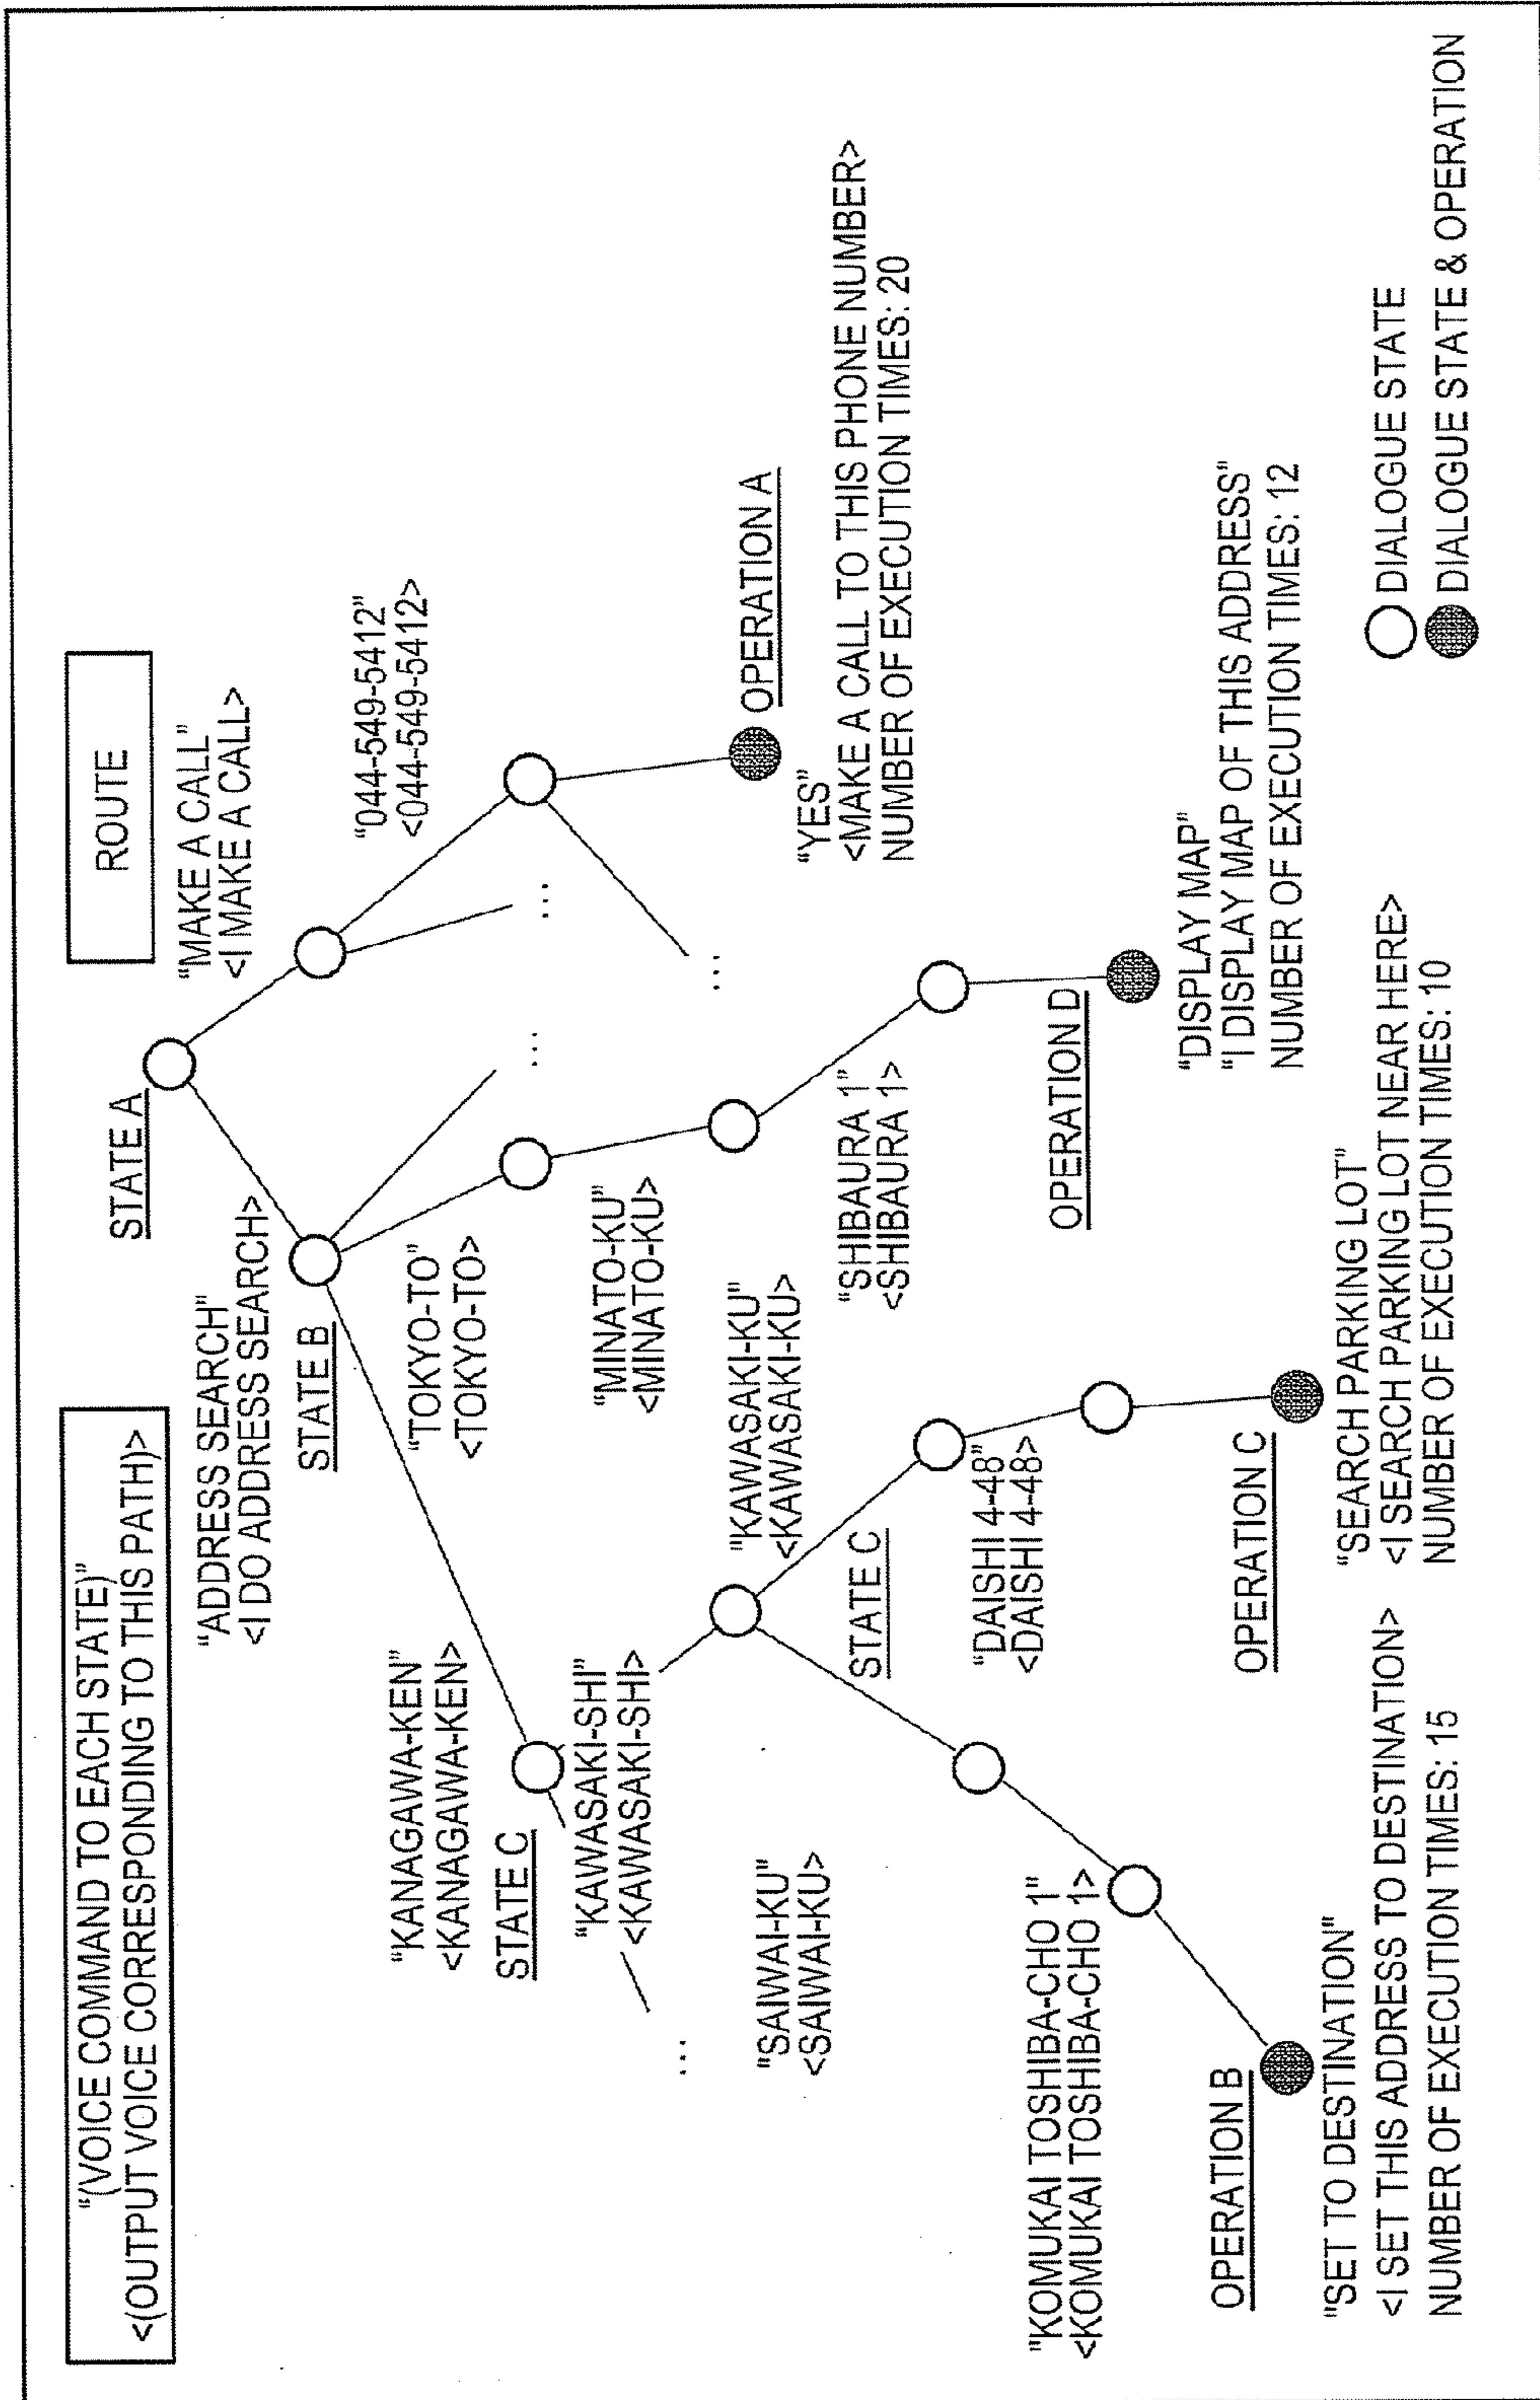 "(VOICE COMMAND TO EACH STATE)"
<(OUTPUT VOICE CORRESPONDING TO THIS PATH)>
ROUTE
STATE A
"MAKE A CALL"
<I MAKE A CALL>
"ADDRESS SEARCH"
<I DO ADDRESS SEARCH>
STATE B
"044-549-5412"
<044-549-5412>
"KANAGAWA-KEN"
<KANAGAWA-KEN>
STATE C
"TOKYO-TO"
<TOKYO-TO>
...
...
"KAWASAKI-SHI"
<KAWASAKI-SHI>
...
"MINATO-KU"
<MINATO-KU>
...
OPERATION A
"YES"
<MAKE A CALL TO THIS PHONE NUMBER>
NUMBER OF EXECUTION TIMES: 20
"SAIWAI-KU"
<SAIWAI-KU>
"KAWASAKI-KU"
<KAWASAKI-KU>
STATE C
"SHIBAURA 1"
<SHIBAURA 1>
"KOMUKAI TOSHIBA-CHO 1"
<KOMUKAI TOSHIBA-CHO 1>
"DAISHI 4-48"
<DAISHI 4-48>
OPERATION D
"DISPLAY MAP"
"I DISPLAY MAP OF THIS ADDRESS"
NUMBER OF EXECUTION TIMES: 12
OPERATION B
"SET TO DESTINATION"
<I SET THIS ADDRESS TO DESTINATION>
NUMBER OF EXECUTION TIMES: 15
OPERATION C
"SEARCH PARKING LOT"
<I SEARCH PARKING LOT NEAR HERE>
NUMBER OF EXECUTION TIMES: 10
DIALOGUE STATE
DIALOGUE STATE & OPERATION